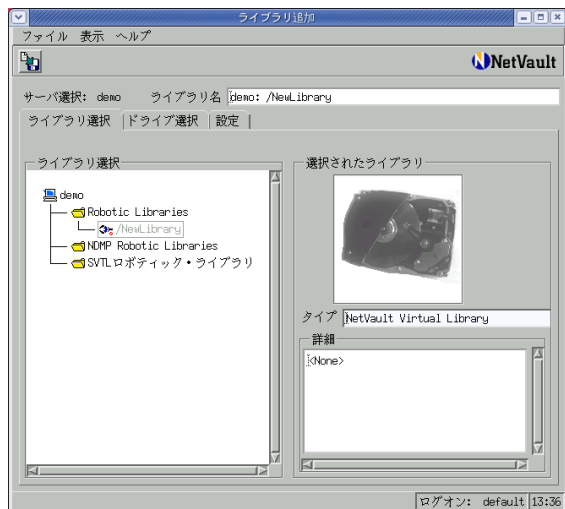 ライブラリ追加
ファイル 表示 ヘルプ
NetVault
サーバ選択: demo ライブラリ名 demo: /NewLibrary
ライブラリ選択 ドライブ選択 設定
ライブラリ選択
demo
Robotic Libraries
/NewLibrary
NDMP Robotic Libraries
SVTLロボティック・ライブラリ
選択されたライブラリ
タイプ NetVault Virtual Library
詳細
<None>
ログオン: default 13:36